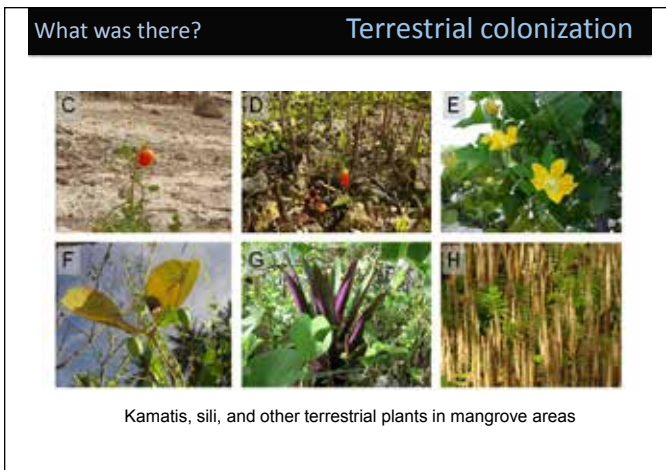 What was there? Terrestrial colonization
C D E
F G H
Kamatis, sili, and other terrestrial plants in mangrove areas